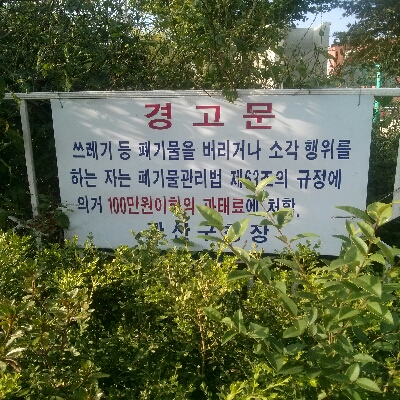 경고문
쓰레기 등 폐기물을 버리거나 소각 행위를
하는 자는 폐기물관리법 제63조의 규정에
의거 100만원이하의 과태료에 처함.